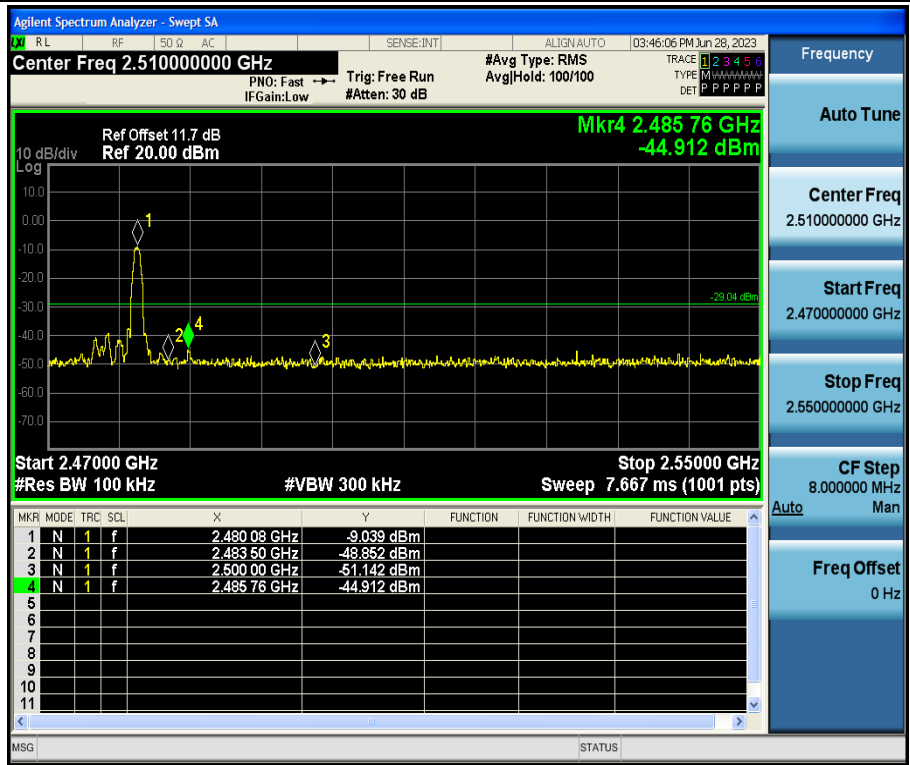 Agilent Spectrum Analyzer - Swept SA
LXI RL RF 50 Ω AC SENSE:INT ALIGN AUTO 03:46:06 PM Jun 28, 2023
Center Freq 2.510000000 GHz
PNO: Fast
IFGain:Low
Trig: Free Run
#Atten: 30 dB
#Avg Type: RMS
Avg|Hold: 100/100
TRACE 1 2 3 4 5 6
TYPE M WWWWW
DET P P P P P P
Mkr4 2.485 76 GHz
-44.912 dBm
Ref Offset 11.7 dB
10 dB/div Ref 20.00 dBm
Log
10.0
0.00
-10.0
-20.0
-30.0
-40.0
-50.0
-60.0
-70.0
1
2
4
3
-29.04 dBm
Start 2.47000 GHz Stop 2.55000 GHz
#Res BW 100 kHz #VBW 300 kHz Sweep 7.667 ms (1001 pts)
MKR MODE TRC SCL X Y FUNCTION FUNCTION WIDTH FUNCTION VALUE
1 N 1 f 2.480 08 GHz -9.039 dBm
2 N 1 f 2.483 50 GHz -48.852 dBm
3 N 1 f 2.500 00 GHz -51.142 dBm
4 N 1 f 2.485 76 GHz -44.912 dBm
5
6
7
8
9
10
11
MSG STATUS
Frequency
Auto Tune
Center Freq
2.510000000 GHz
Start Freq
2.470000000 GHz
Stop Freq
2.550000000 GHz
CF Step
8.000000 MHz
Auto Man
Freq Offset
0 Hz